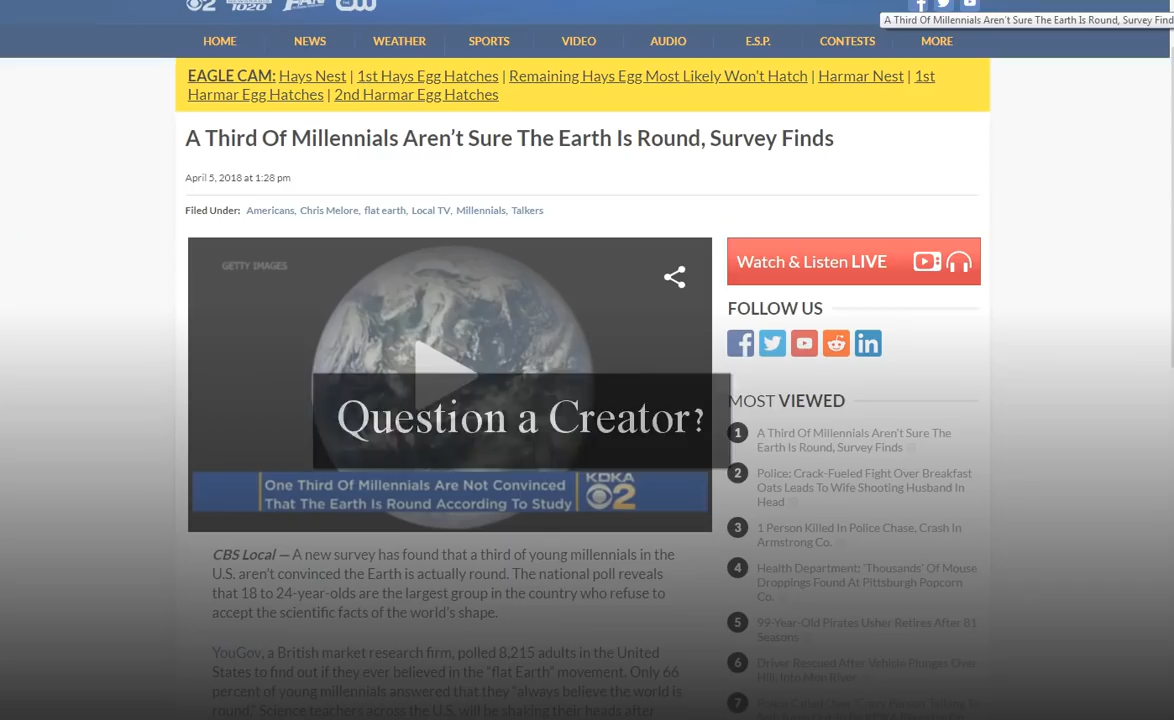 1020
A Third Of Millennials Aren't Sure The Earth Is Round, Survey Find
HOME NEWS WEATHER SPORTS VIDEO AUDIO E.S.P. CONTESTS MORE
EAGLE CAM: Hays Nest | 1st Hays Egg Hatches | Remaining Hays Egg Most Likely Won't Hatch | Harmar Nest | 1st
Harmar Egg Hatches | 2nd Harmar Egg Hatches
A Third Of Millennials Aren't Sure The Earth Is Round, Survey Finds
April 5, 2018 at 1:28 pm
Filed Under: Americans, Chris Melore, flat earth, Local TV, Millennials, Talkers
GETTY IMAGES
Question a Creator?
One Third Of Millennials Are Not Convinced
That The Earth Is Round According To Study
KDKA
2
CBS Local — A new survey has found that a third of young millennials in the
U.S. aren't convinced the Earth is actually round. The national poll reveals
that 18 to 24-year-olds are the largest group in the country who refuse to
accept the scientific facts of the world's shape.
YouGov, a British market research firm, polled 8,215 adults in the United
States to find out if they ever believed in the "flat Earth" movement. Only 66
percent of young millennials answered that they "always believe the world is
round." Science teachers across the U.S. will be shaking their heads after
Watch & Listen LIVE
FOLLOW US
MOST VIEWED
1 A Third Of Millennials Aren't Sure The
Earth Is Round, Survey Finds
2 Police: Crack-Fueled Fight Over Breakfast
Oats Leads To Wife Shooting Husband In
Head
3 1 Person Killed In Police Chase, Crash In
Armstrong Co.
4 Health Department: 'Thousands' Of Mouse
Droppings Found At Pittsburgh Popcorn
Co.
5 99-Year-Old Pirates Usher Retires After 81
Seasons
6 Driver Rescued After Vehicle Plunges Over
Hill, Into Mon River
7